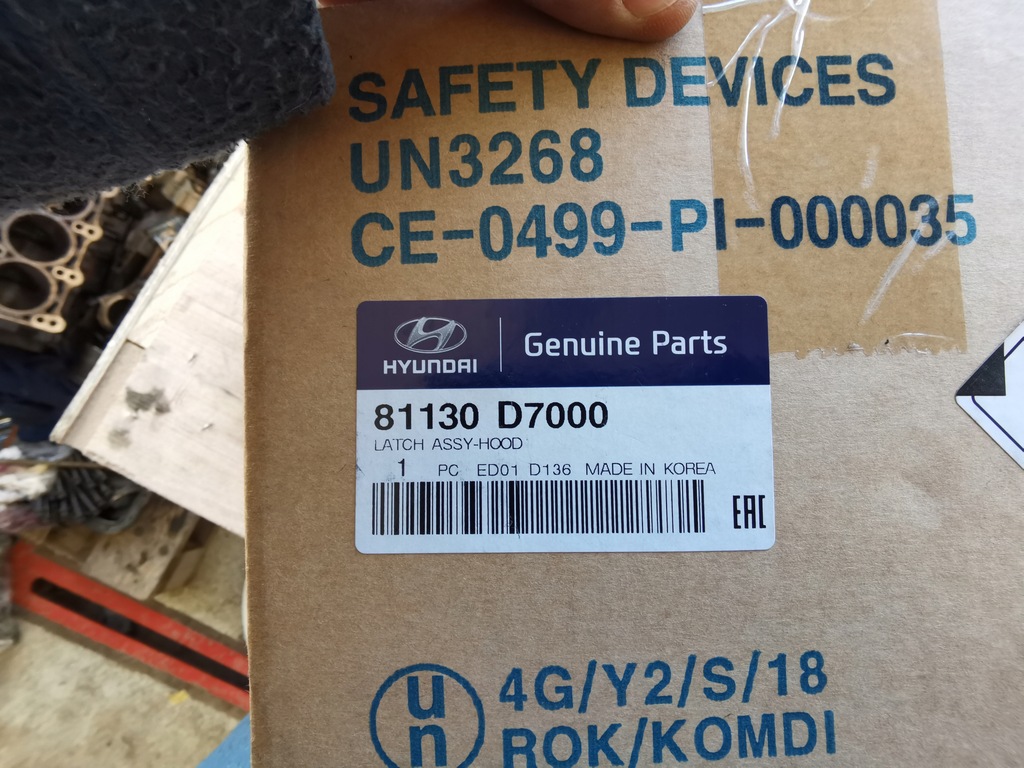 SAFETY DEVICES
UN3268
CE-0499-PI-000035
HYUNDAI
Genuine Parts
81130 D7000
LATCH ASSY-HOOD
1 PC ED01 D136 MADE IN KOREA
EAC
un
4G/Y2/S/18
ROK/KOMDI